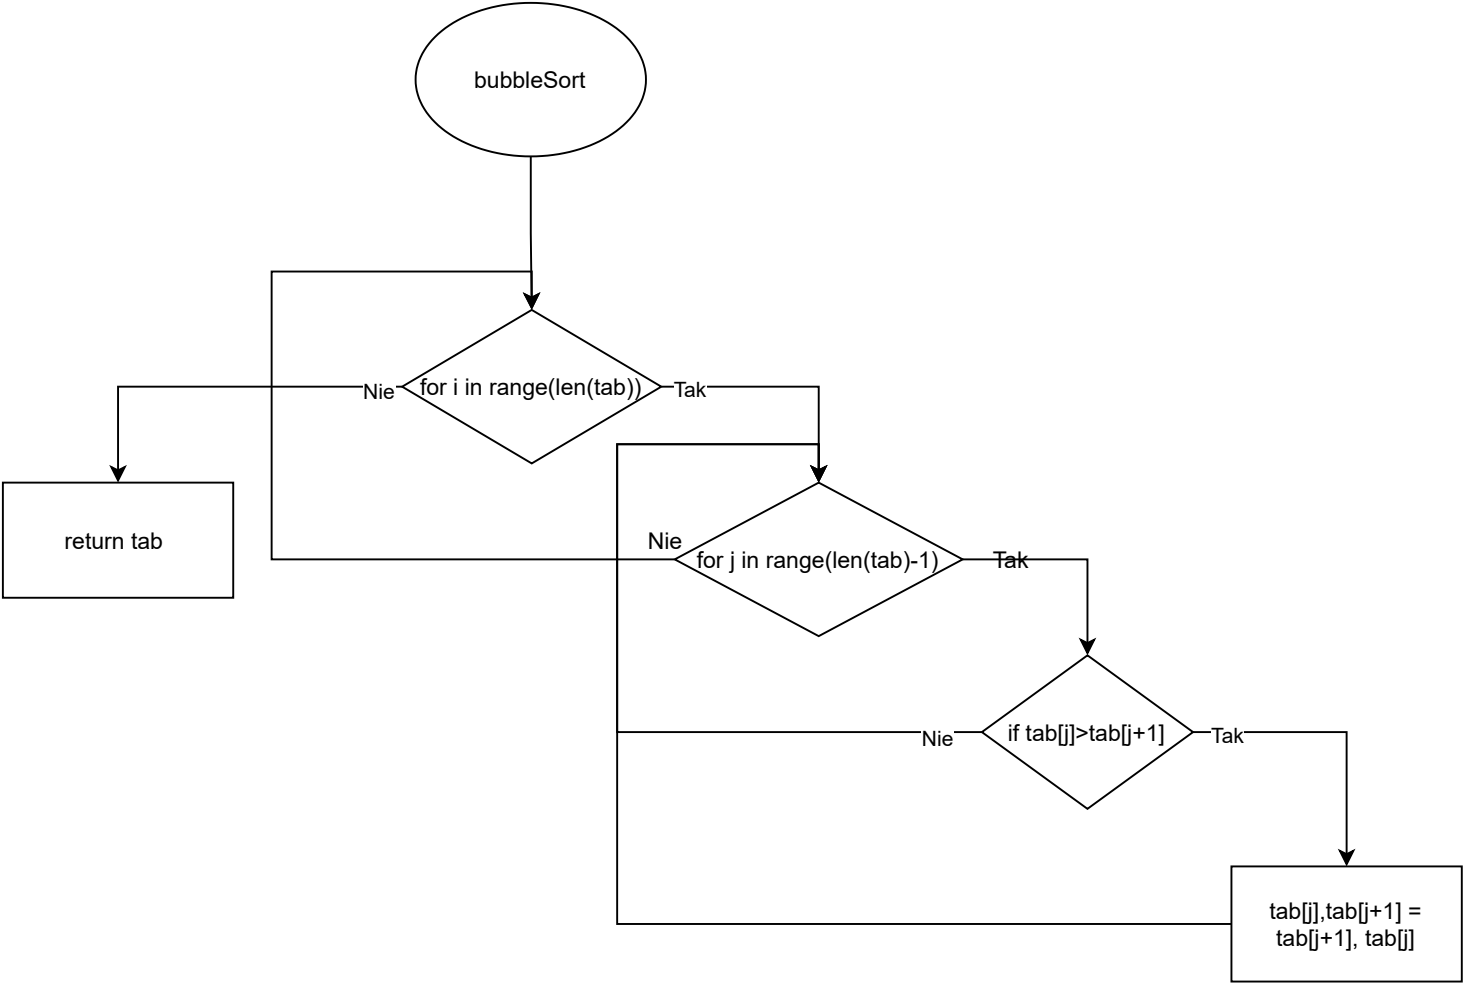 bubbleSort
Nie
for i in range(len(tab))
Tak
return tab
Nie
for j in range(len(tab)-1)
Tak
Nie
if tab[j]>tab[j+1]
Tak
tab[j],tab[j+1] =
tab[j+1], tab[j]